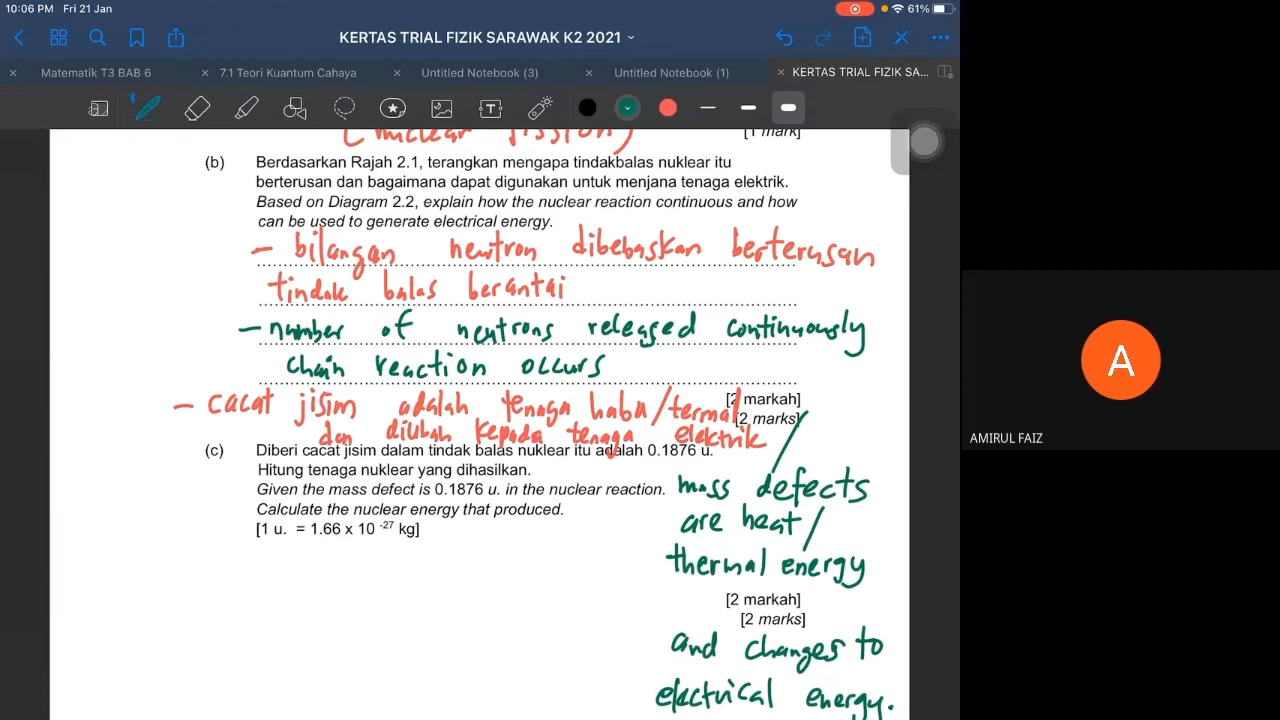 10:06 PM Fri 21 Jan
61%
KERTAS TRIAL FIZIK SARAWAK K2 2021
Matematik T3 BAB 6
7.1 Teori Kuantum Cahaya
Untitled Notebook (3)
Untitled Notebook (1)
KERTAS TRIAL FIZIK SA...
(nuclear fission)
[1 mark]
(b) Berdasarkan Rajah 2.1, terangkan mengapa tindakbalas nuklear itu
berterusan dan bagaimana dapat digunakan untuk menjana tenaga elektrik.
Based on Diagram 2.2, explain how the nuclear reaction continuous and how
can be used to generate electrical energy.
- bilangan neutron dibebaskan berterusan
tindak balas berantai
- number of neutrons released continuously
chain reaction occurs
[2 markah]
[2 marks]
- cacat jisim adalah tenaga haba/termal
dan diubah kepada tenaga elektrik
(c) Diberi cacat jisim dalam tindak balas nuklear itu adalah 0.1876 u.
Hitung tenaga nuklear yang dihasilkan.
Given the mass defect is 0.1876 u. in the nuclear reaction.
Calculate the nuclear energy that produced.
[1 u. = 1.66 x 10 -27 kg]
mass defects
are heat/
thermal energy
[2 markah]
[2 marks]
and changes to
electrical energy.
A
AMIRUL FAIZ